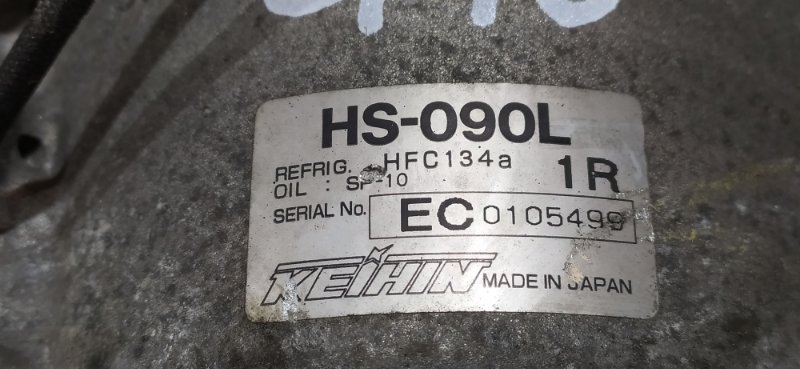 HS-090L
REFRIG. HFC134a
OIL : SP-10
1R
SERIAL No. EC 0105499
KEIHIN MADE IN JAPAN